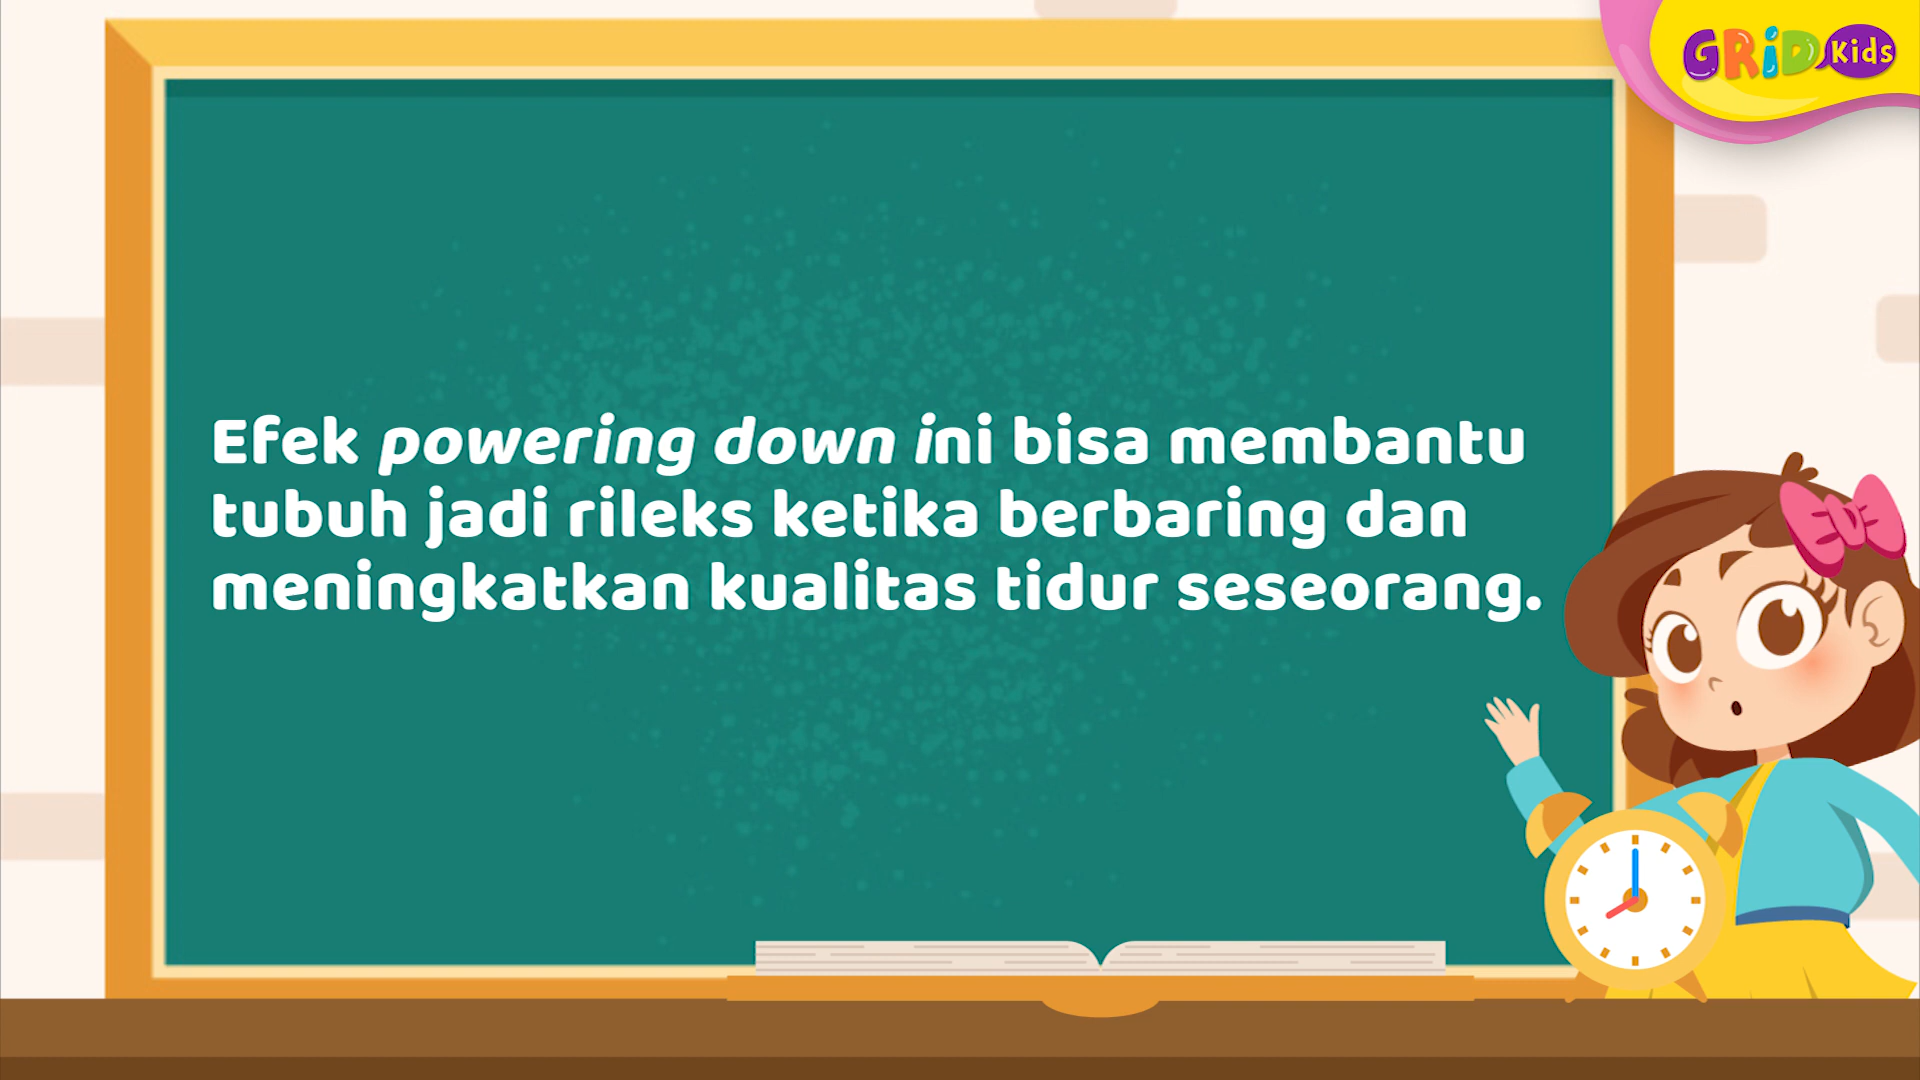 GRID Kids
Efek powering down ini bisa membantu
tubuh jadi rileks ketika berbaring dan
meningkatkan kualitas tidur seseorang.